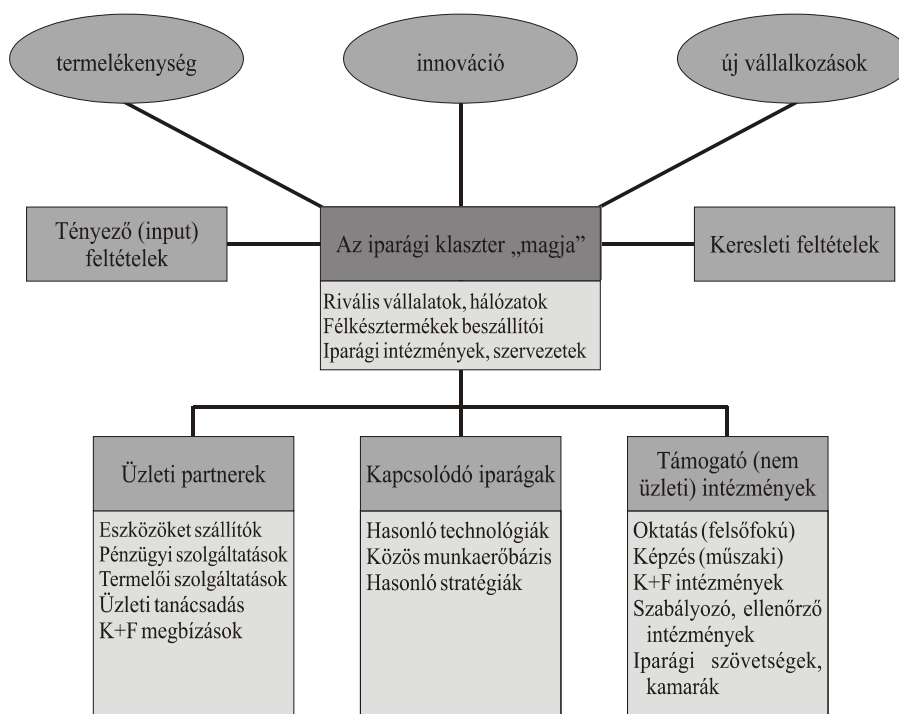 termelékenység
innováció
új vállalkozások
Tényező (input)
feltételek
Az iparági klaszter „magja”
Keresleti feltételek
Rivális vállalatok, hálózatok
Félkésztermékek beszállítói
Iparági intézmények, szervezetek
Üzleti partnerek
Eszközöket szállítók
Pénzügyi szolgáltatások
Termelői szolgáltatások
Üzleti tanácsadás
K+F megbízások
Kapcsolódó iparágak
Hasonló technológiák
Közös munkaerőbázis
Hasonló stratégiák
Támogató (nem
üzleti) intézmények
Oktatás (felsőfokú)
Képzés (műszaki)
K+F intézmények
Szabályozó, ellenőrző
intézmények
Iparági szövetségek,
kamarák